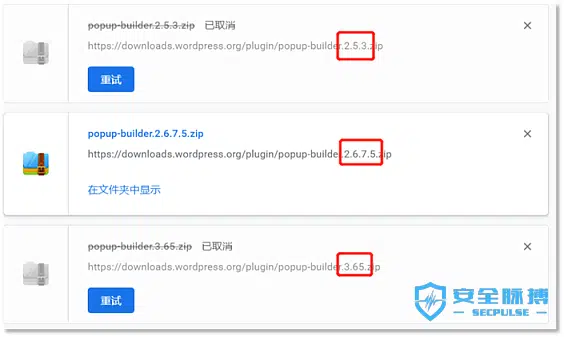 popup-builder.2.5.3.zip 已取消
https://downloads.wordpress.org/plugin/popup-builder.2.5.3.zip
重试
popup-builder.2.6.7.5.zip
https://downloads.wordpress.org/plugin/popup-builder.2.6.7.5.zip
在文件夹中显示
popup-builder.3.65.zip 已取消
https://downloads.wordpress.org/plugin/popup-builder.3.65.zip
重试
安全脉搏
SECPULSE